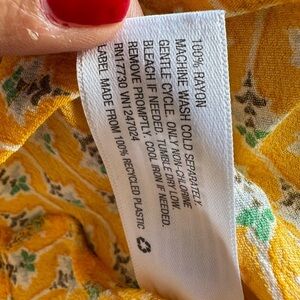 100% RAYON
MACHINE WASH COLD SEPARATELY,
GENTLE CYCLE. ONLY NON-CHLORINE
BLEACH IF NEEDED. TUMBLE DRY LOW.
REMOVE PROMPTLY. COOL IRON IF NEEDED.
RN17730 VN1247024
LABEL MADE FROM 100% RECYCLED PLASTIC